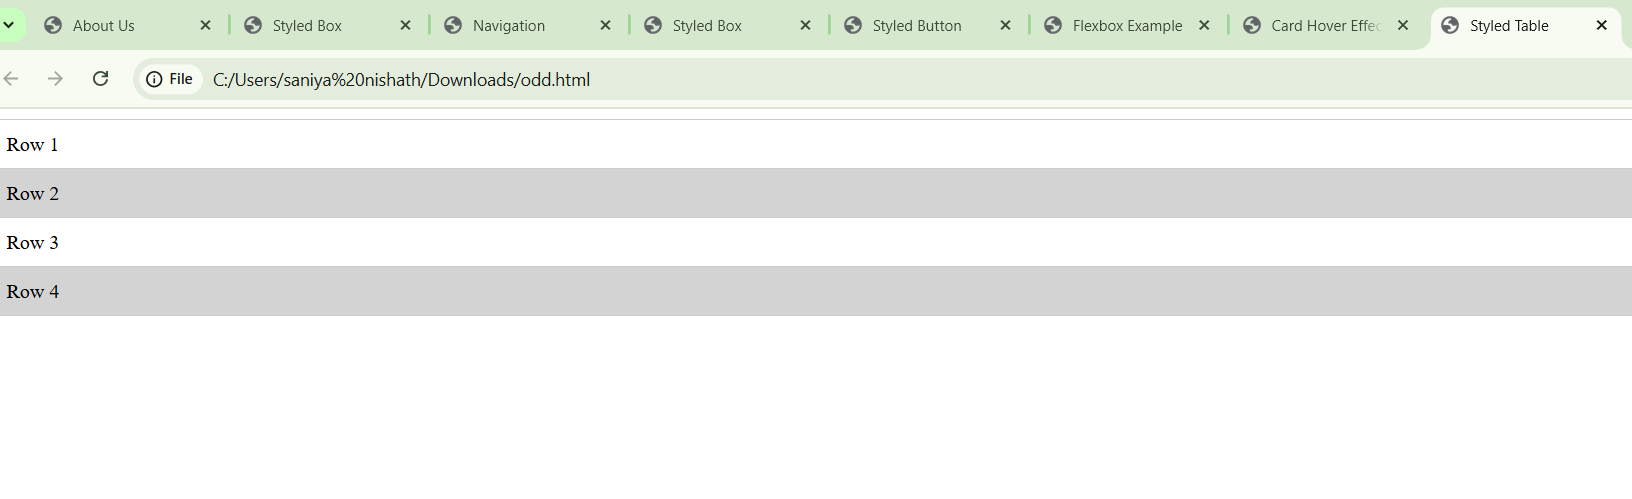 About Us Styled Box Navigation Styled Box Styled Button Flexbox Example Card Hover Effec Styled Table
File C:/Users/saniya%20nishath/Downloads/odd.html
Row 1
Row 2
Row 3
Row 4